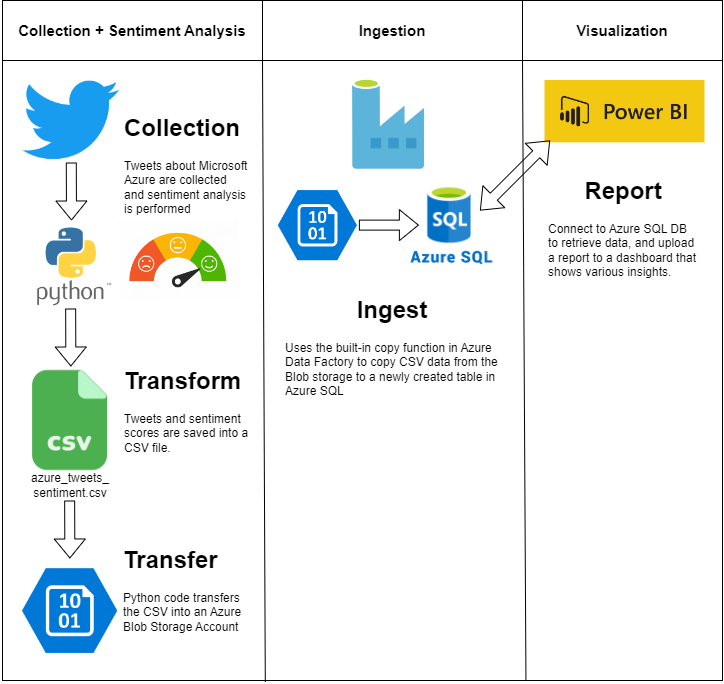 Collection + Sentiment Analysis
Ingestion
Visualization
Collection
Tweets about Microsoft
Azure are collected
and sentiment analysis
is performed
python™
Transform
Tweets and sentiment
scores are saved into a
CSV file.
CSV
azure_tweets_
sentiment.csv
Transfer
Python code transfers
the CSV into an Azure
Blob Storage Account
10
01
10
01
SQL
Azure SQL
Ingest
Uses the built-in copy function in Azure
Data Factory to copy CSV data from the
Blob storage to a newly created table in
Azure SQL
Power BI
Report
Connect to Azure SQL DB
to retrieve data, and upload
a report to a dashboard that
shows various insights.